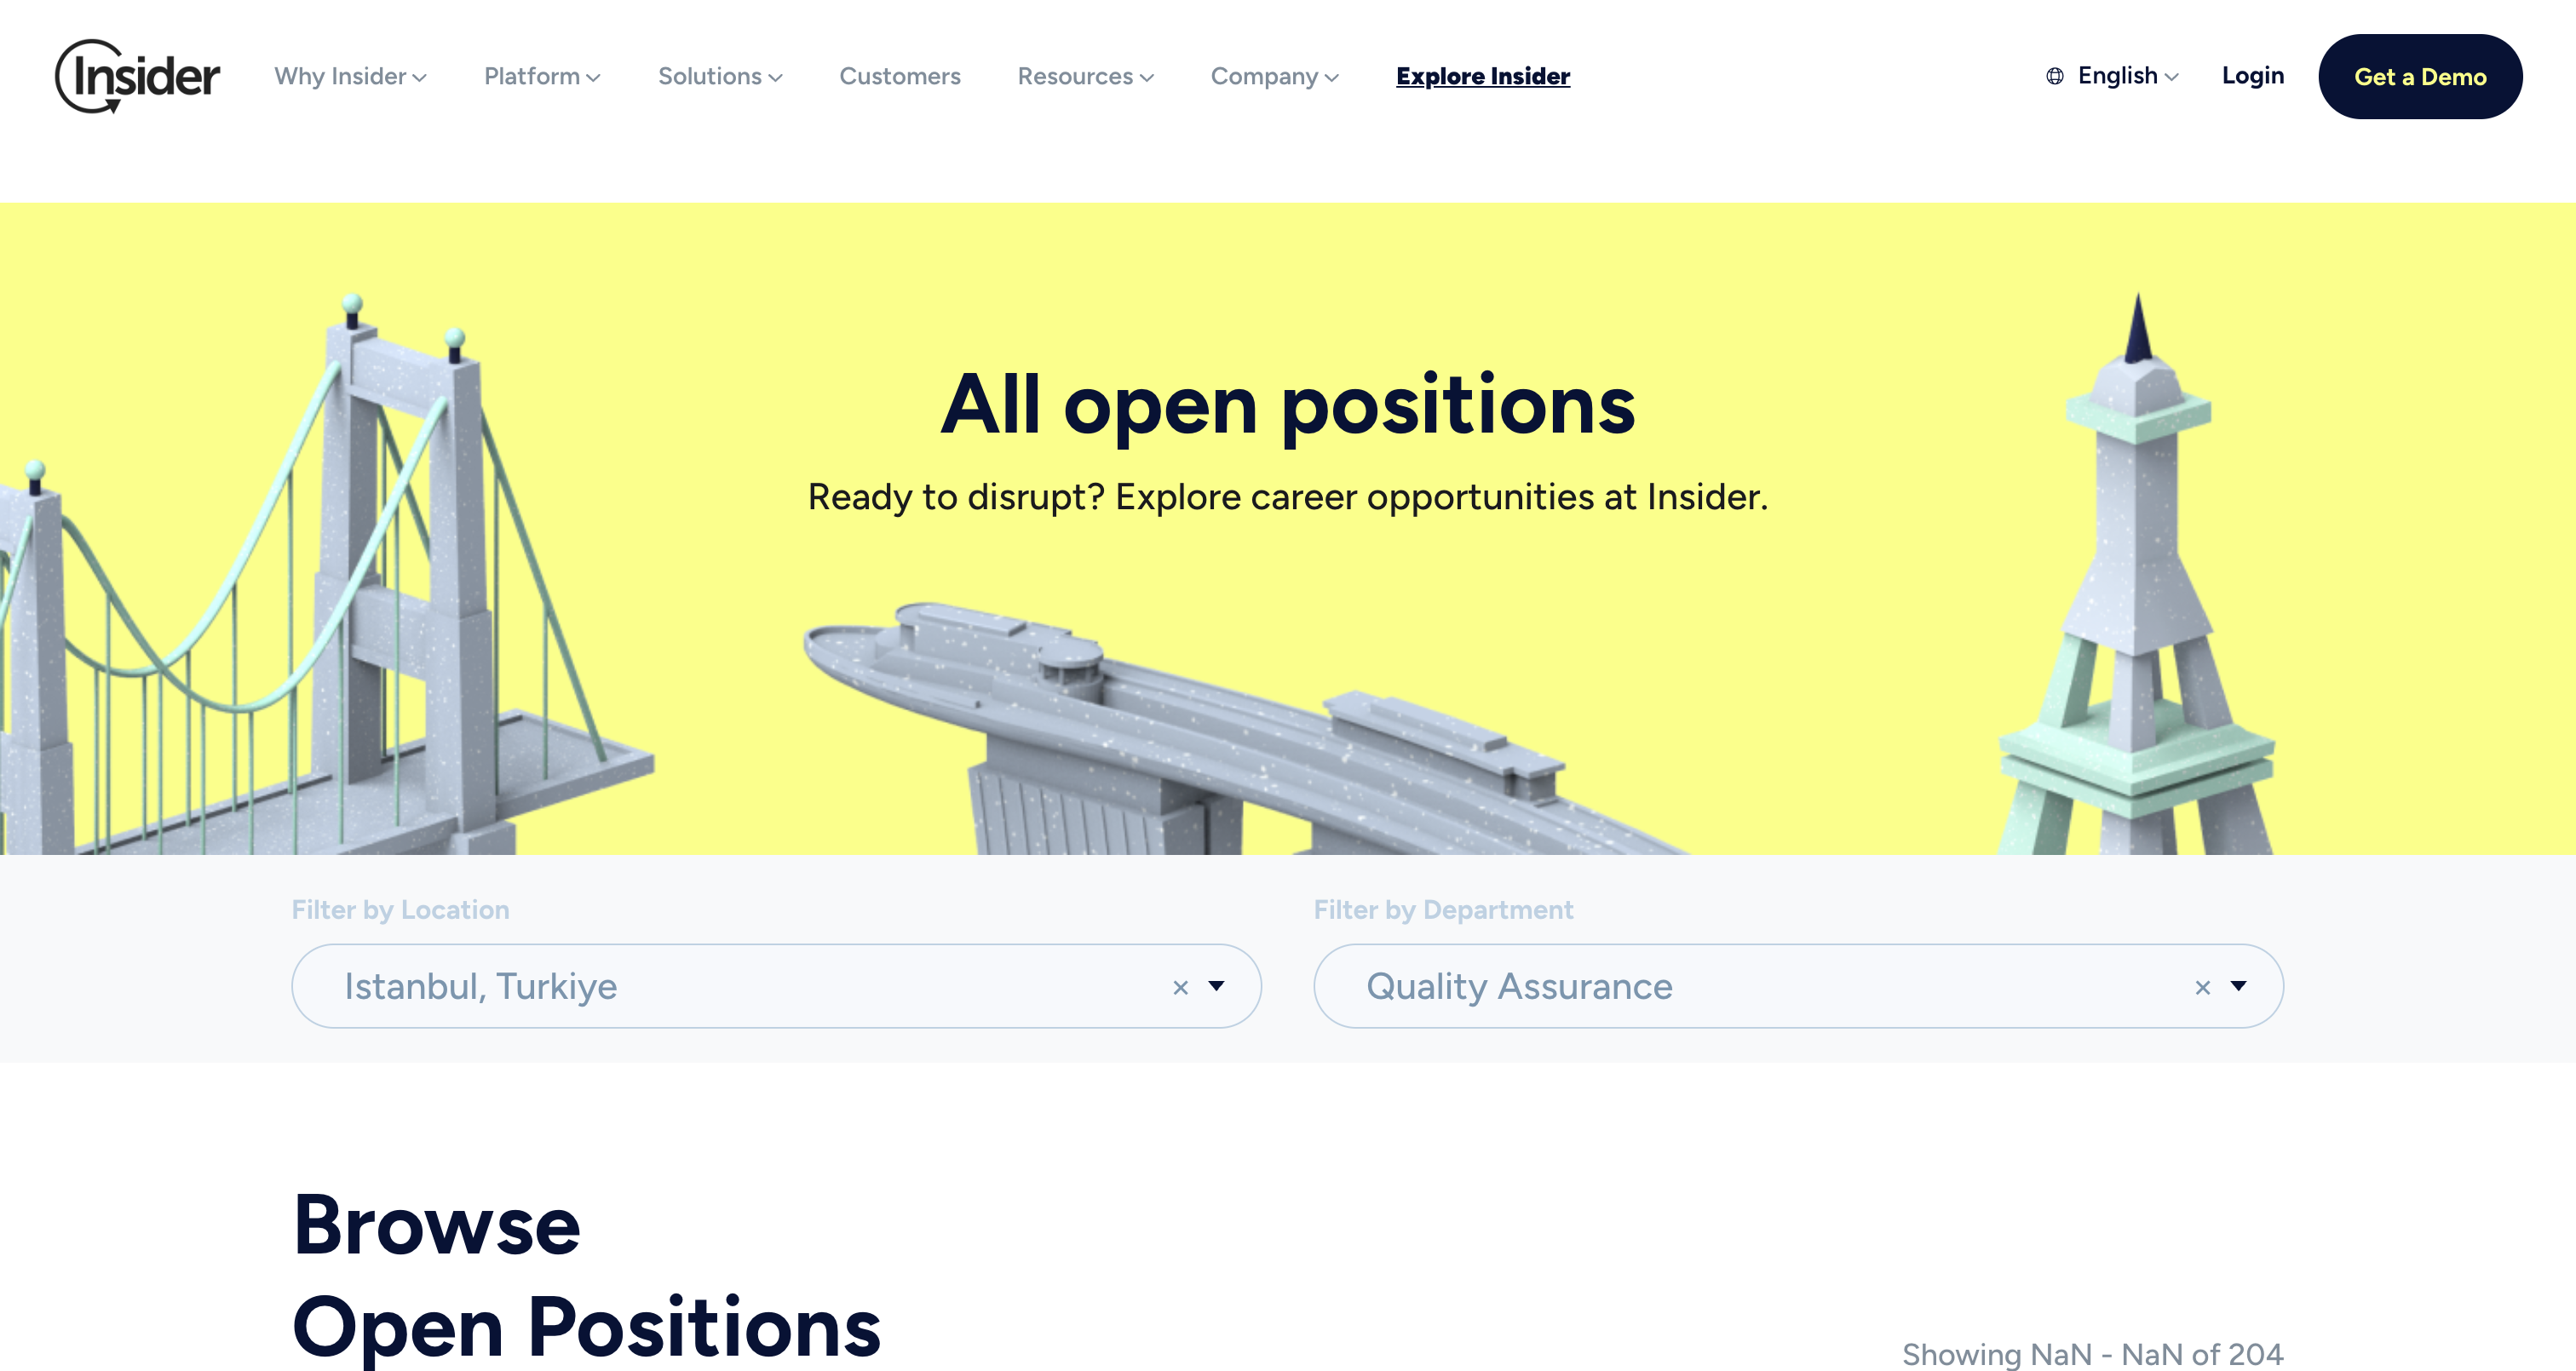 Insider
Why Insider
Platform
Solutions
Customers
Resources
Company
Explore Insider
English
Login
Get a Demo
All open positions
Ready to disrupt? Explore career opportunities at Insider.
Filter by Location
Filter by Department
Istanbul, Turkiye
×
Quality Assurance
×
Browse
Open Positions
Showing NaN - NaN of 204